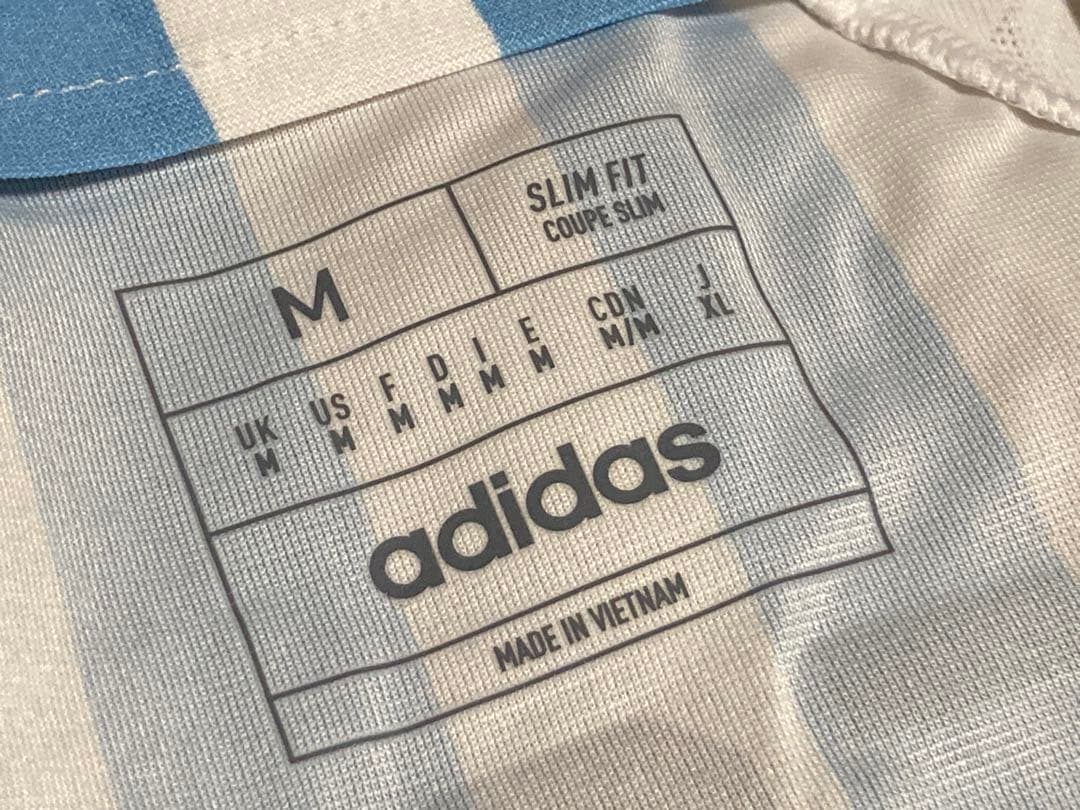 M
SLIM FIT
COUPE SLIM
UK US F D I E CDN J
M M M M M M M/M XL
adidas
MADE IN VIETNAM